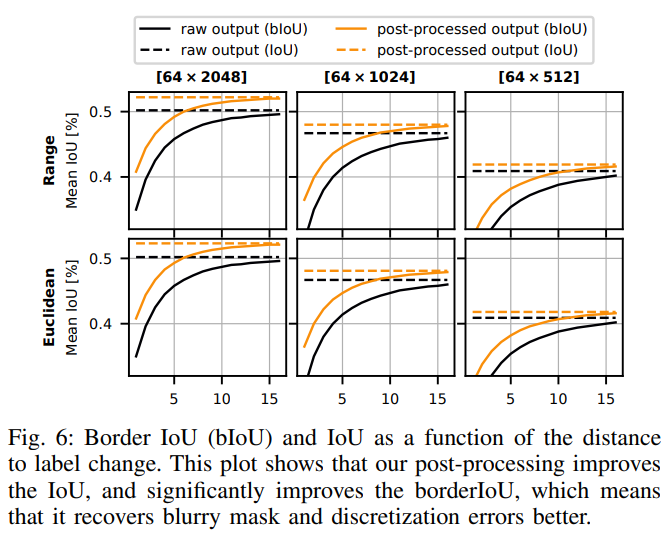 raw output (bIoU)
post-processed output (bIoU)
raw output (IoU)
post-processed output (IoU)
[64 × 2048]
[64 × 1024]
[64 × 512]
Range
Mean IoU [%]
0.5
0.4
Euclidean
Mean IoU [%]
0.5
0.4
5 10 15
5 10 15
5 10 15
Fig. 6: Border IoU (bIoU) and IoU as a function of the distance
to label change. This plot shows that our post-processing improves
the IoU, and significantly improves the borderIoU, which means
that it recovers blurry mask and discretization errors better.